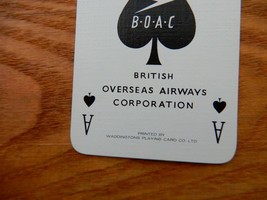 B·O·A·C
BRITISH
OVERSEAS AIRWAYS
CORPORATION
A A
PRINTED BY
WADDINGTONS PLAYING CARD CO. LTD.